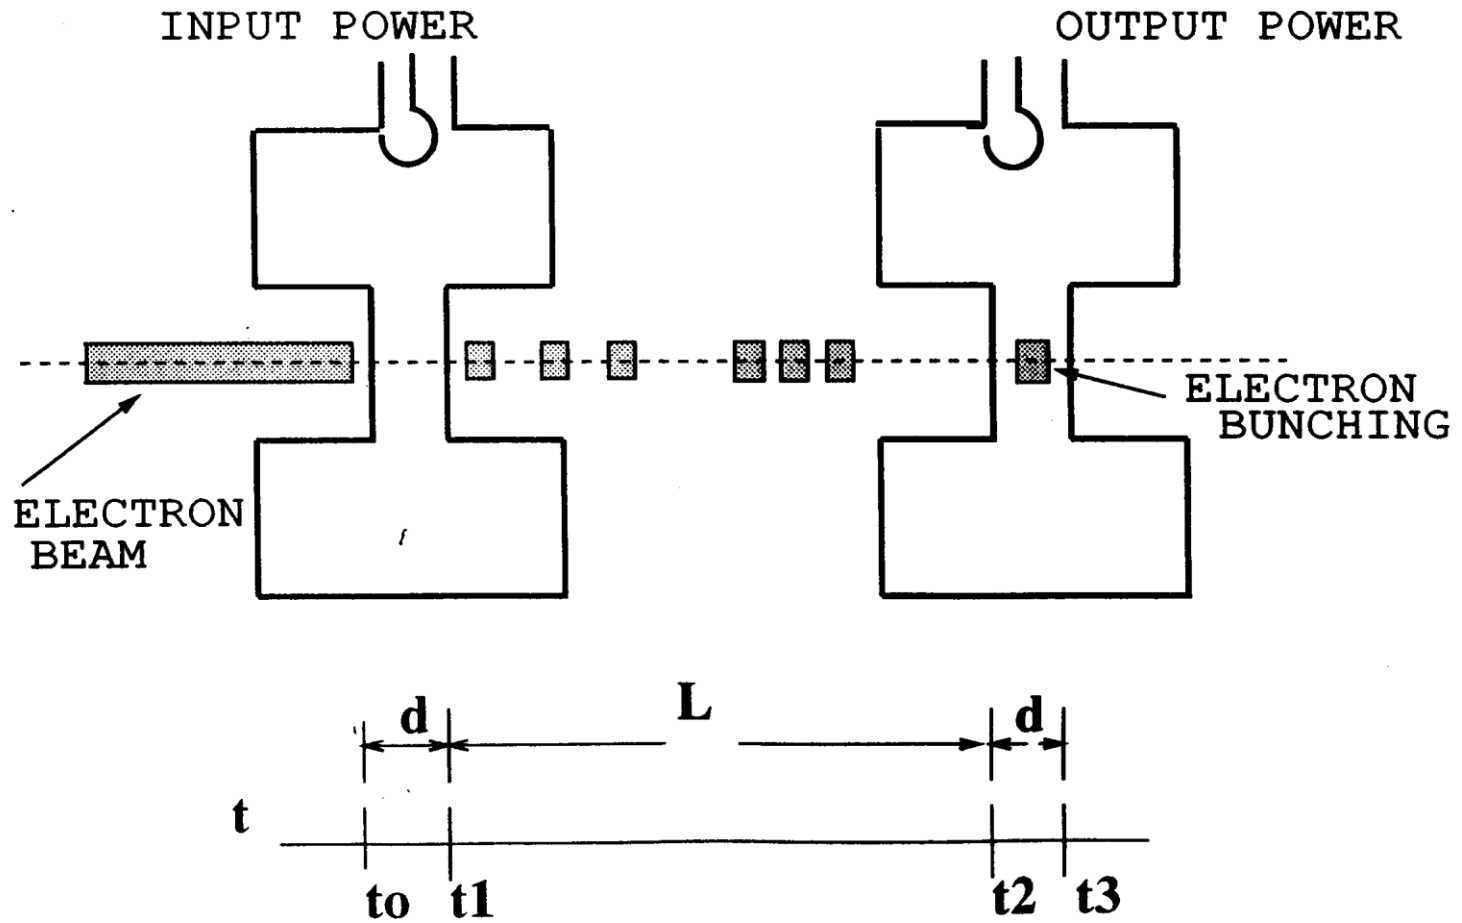 INPUT POWER
OUTPUT POWER
ELECTRON
BUNCHING
ELECTRON
BEAM
d
L
d
t
to
t1
t2
t3